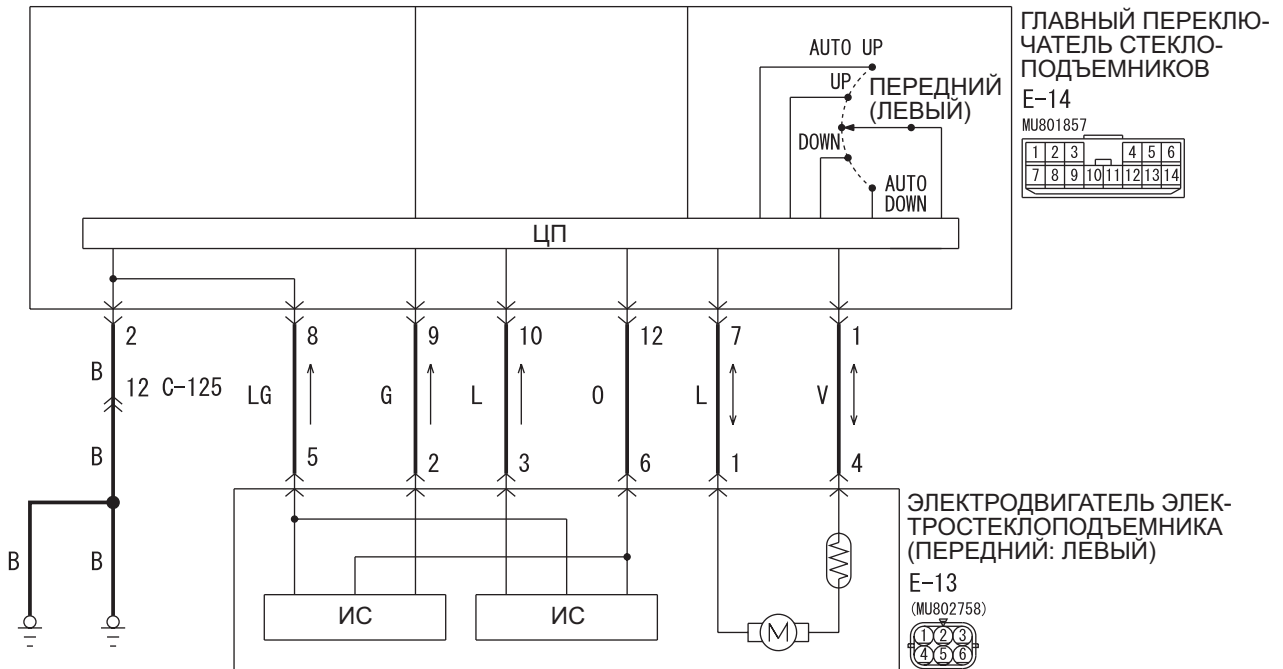 ГЛАВНЫЙ ПЕРЕКЛЮ-
ЧАТЕЛЬ СТЕКЛО-
ПОДЪЕМНИКОВ
E-14
MU801857
1 2 3 4 5 6
7 8 9 10 11 12 13 14
AUTO UP
UP
ПЕРЕДНИЙ
(ЛЕВЫЙ)
DOWN
AUTO
DOWN
ЦП
2 8 9 10 12 7 1
B 12 C-125 LG G L O L V
B 5 2 3 6 1 4
B B
ЭЛЕКТРОДВИГАТЕЛЬ ЭЛЕК-
ТРОСТЕКЛОПОДЪЕМНИКА
(ПЕРЕДНИЙ: ЛЕВЫЙ)
E-13
(MU802758)
1 2 3
4 5 6
ИС ИС M